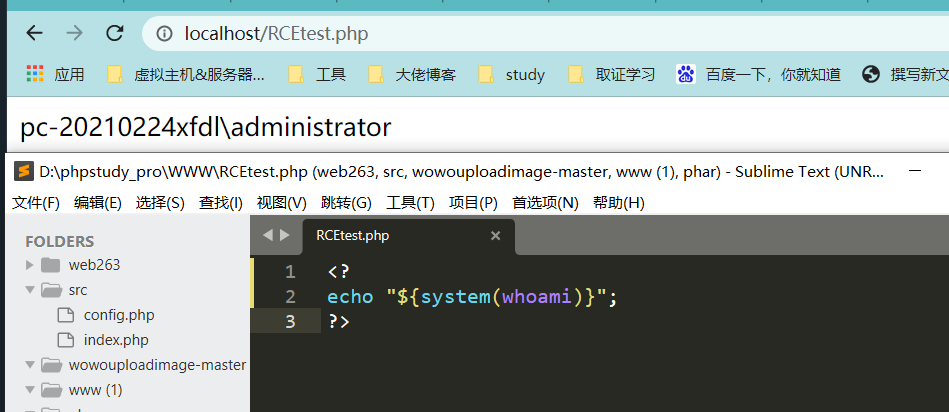 localhost/RCEtest.php
应用 虚拟主机&服务器... 工具 大佬博客 study 取证学习 百度一下，你就知道 撰写新文
pc-20210224xfdl\administrator
D:\phpstudy_pro\WWW\RCEtest.php (web263, src, wowouploadimage-master, www (1), phar) - Sublime Text (UNR...
文件(F) 编辑(E) 选择(S) 查找(I) 视图(V) 跳转(G) 工具(T) 项目(P) 首选项(N) 帮助(H)
FOLDERS
web263
src
config.php
index.php
wowouploadimage-master
www (1)
RCEtest.php
1 <?
2 echo "${system(whoami)}";
3 ?>